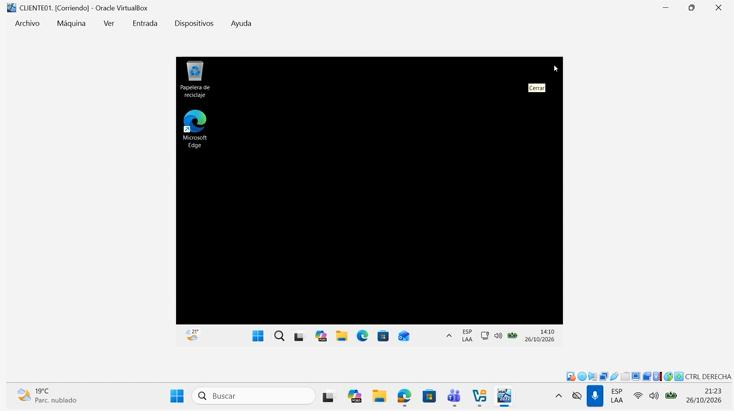 CLIENTE01. [Corriendo] - Oracle VirtualBox
Archivo Máquina Ver Entrada Dispositivos Ayuda
Papelera de
reciclaje
Cerrar
Microsoft
Edge
21°
ESP
LAA
14:10
26/10/2026
CTRL DERECHA
19°C
Parc. nublado
Buscar
ESP
LAA
21:23
26/10/2026